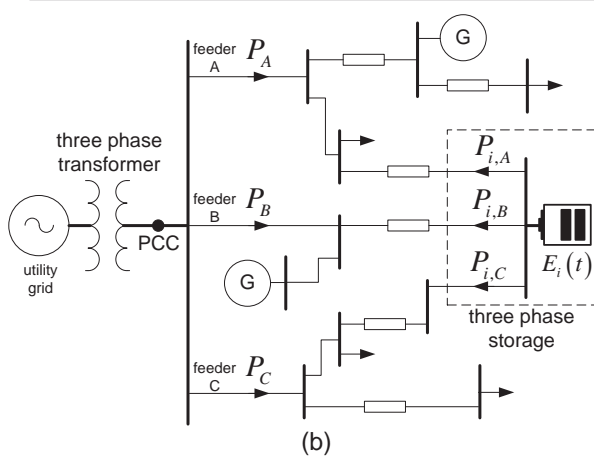 feeder
A
P_A
G
three phase
transformer
P_{i,A}
feeder
B
P_B
P_{i,B}
PCC
utility
grid
G
P_{i,C}
E_i(t)
three phase
storage
feeder
C
P_C
(b)